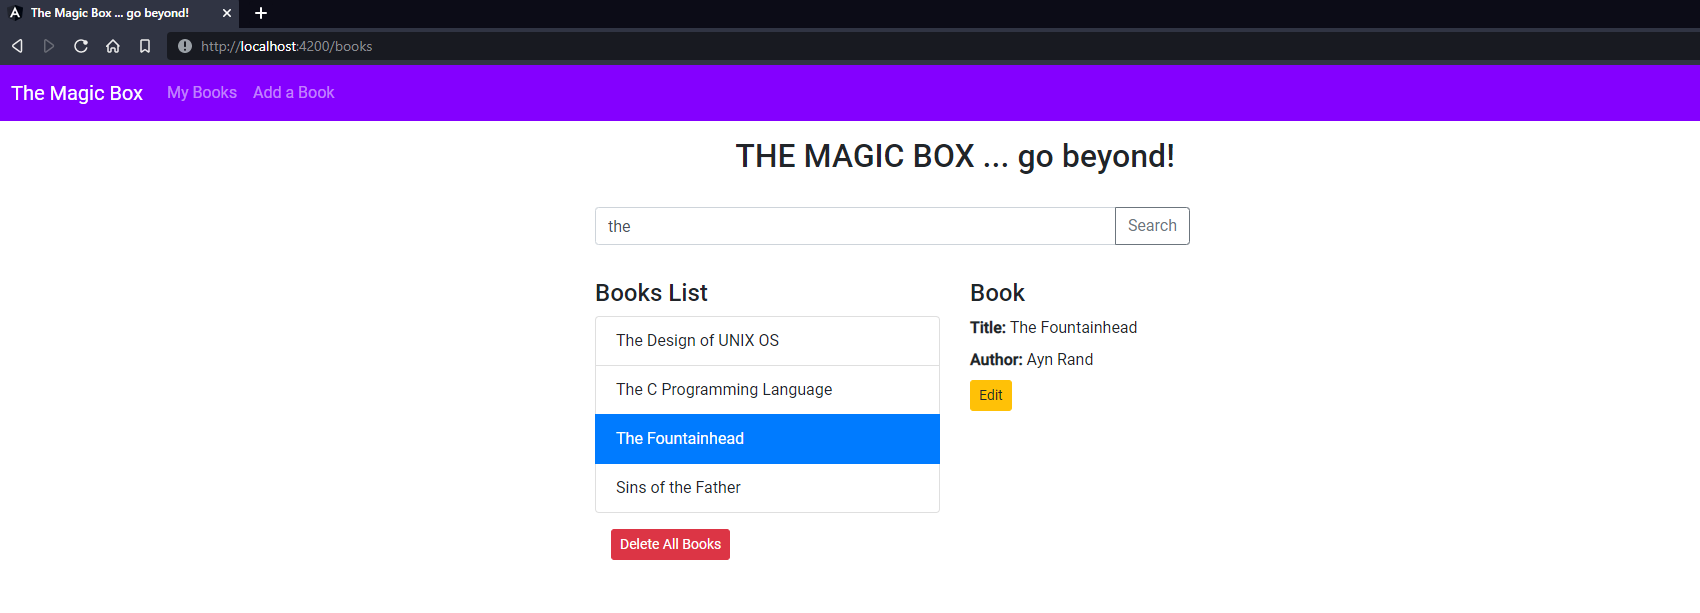 The Magic Box ... go beyond!
http://localhost:4200/books
The Magic Box My Books Add a Book
THE MAGIC BOX ... go beyond!
the Search
Books List
The Design of UNIX OS
The C Programming Language
The Fountainhead
Sins of the Father
Delete All Books
Book
Title: The Fountainhead
Author: Ayn Rand
Edit